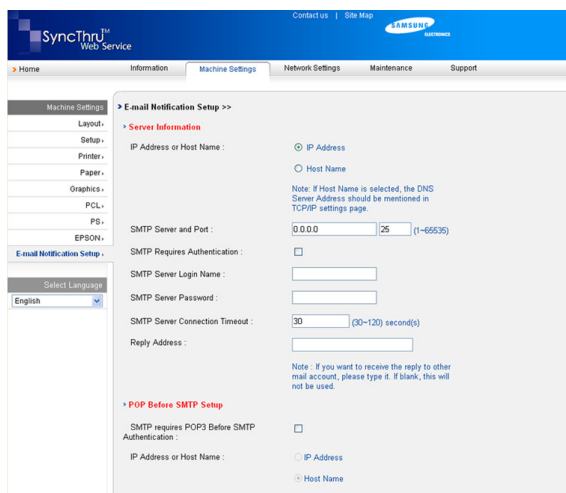 Contact us | Site Map
SAMSUNG
ELECTRONICS
SyncThru™
Web Service
Home
Information
Machine Settings
Network Settings
Maintenance
Support
Machine Settings
Layout
Setup
Printer
Paper
Graphics
PCL
PS
EPSON
E-mail Notification Setup
Select Language
English
E-mail Notification Setup >>
Server Information
IP Address or Host Name :
IP Address
Host Name
Note: If Host Name is selected, the DNS
Server Address should be mentioned in
TCP/IP settings page.
SMTP Server and Port :
0.0.0.0
25
(1~65535)
SMTP Requires Authentication :
SMTP Server Login Name :
SMTP Server Password :
SMTP Server Connection Timeout :
30
(30~120) second(s)
Reply Address :
Note : If you want to receive the reply to other
mail account, please type it. If blank, this will
not be used.
POP Before SMTP Setup
SMTP requires POP3 Before SMTP
Authentication :
IP Address or Host Name :
IP Address
Host Name